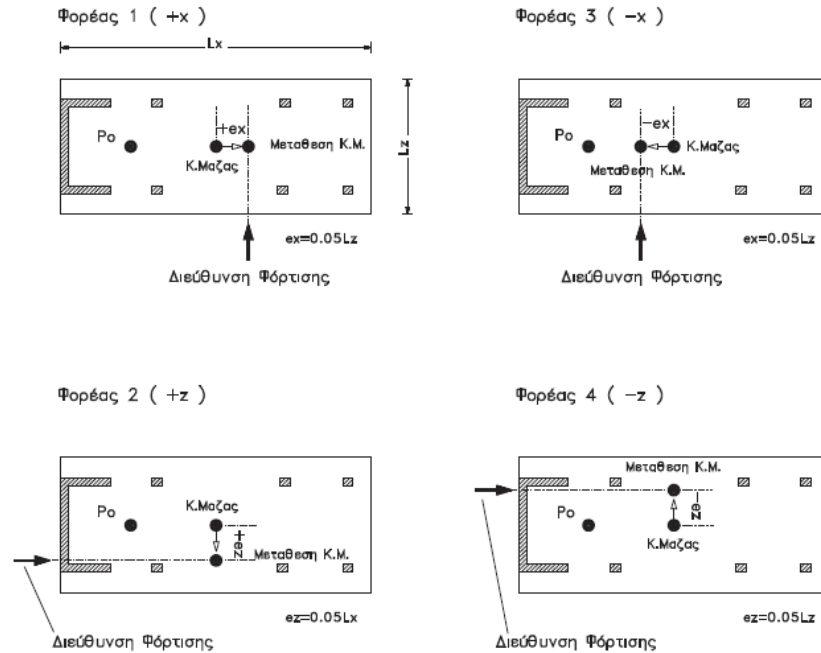 Φορέας 1 ( +x )
Lx
Po
+ex
Κ.Μαζας
Μεταθεση Κ.Μ.
Lz
ex=0.05Lz
Διεύθυνση Φόρτισης
Φορέας 3 ( −x )
Po
−ex
Κ.Μαζας
Μεταθεση Κ.Μ.
ex=0.05Lz
Διεύθυνση Φόρτισης
Φορέας 2 ( +z )
Po
Κ.Μαζας
+ez
Μεταθεση Κ.Μ.
ez=0.05Lx
Διεύθυνση Φόρτισης
Φορέας 4 ( −z )
Μεταθεση Κ.Μ.
Po
−ez
Κ.Μαζας
ez=0.05Lz
Διεύθυνση Φόρτισης